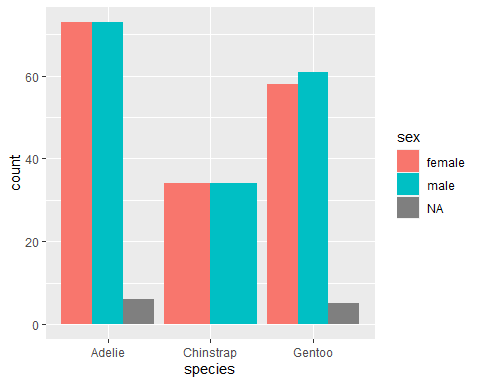 count
60
40
20
0
Adelie
Chinstrap
Gentoo
species
sex
female
male
NA